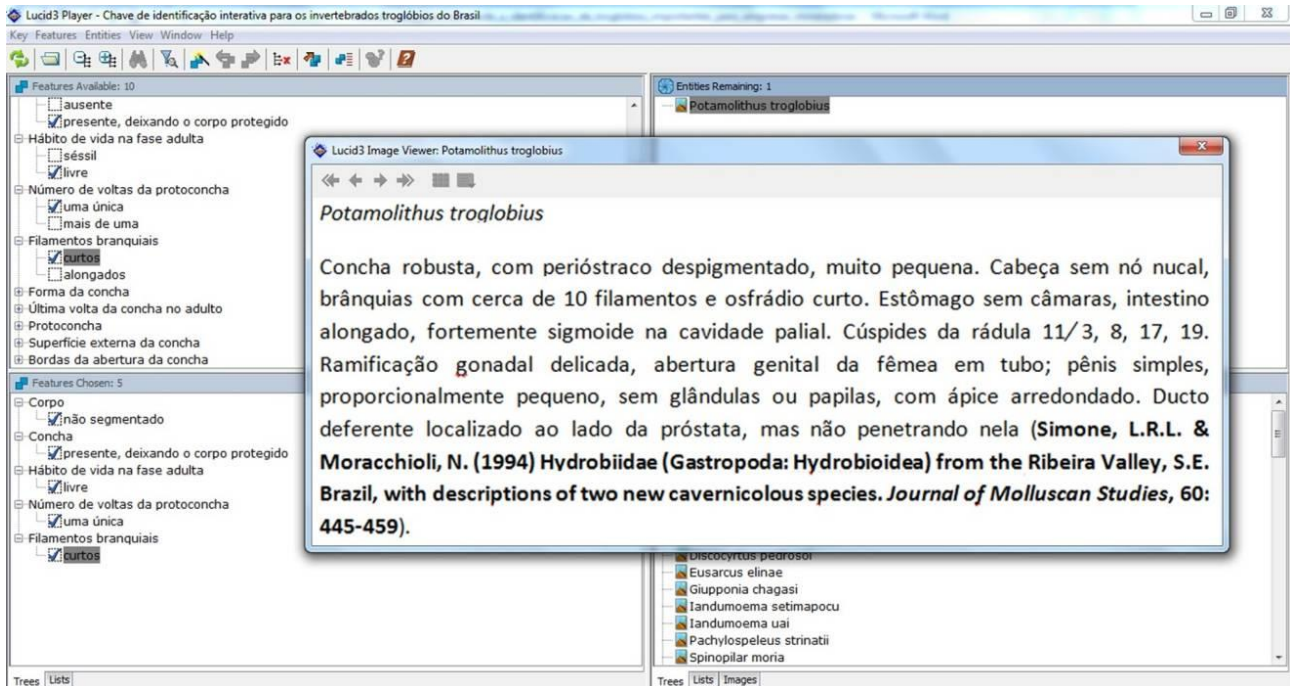 Lucid3 Player - Chave de identificação interativa para os invertebrados troglóbios do Brasil
Key Features Entities View Window Help
Features Available: 10
ausente
presente, deixando o corpo protegido
Hábito de vida na fase adulta
séssil
livre
Número de voltas da protoconcha
uma única
mais de uma
Filamentos branquiais
curtos
alongados
Forma da concha
Última volta da concha no adulto
Protoconcha
Superfície externa da concha
Bordas da abertura da concha
Features Chosen: 5
Corpo
não segmentado
Concha
presente, deixando o corpo protegido
Hábito de vida na fase adulta
livre
Número de voltas da protoconcha
uma única
Filamentos branquiais
curtos
Trees Lists
Entities Remaining: 1
Potamolithus troglobius
Lucid3 Image Viewer: Potamolithus troglobius
Potamolithus troglobius
Concha robusta, com perióstraco despigmentado, muito pequena. Cabeça sem nó nucal,
brânquias com cerca de 10 filamentos e osfrádio curto. Estômago sem câmaras, intestino
alongado, fortemente sigmoide na cavidade palial. Cúspides da rádula 11/3, 8, 17, 19.
Ramificação gonadal delicada, abertura genital da fêmea em tubo; pênis simples,
proporcionalmente pequeno, sem glândulas ou papilas, com ápice arredondado. Ducto
deferente localizado ao lado da próstata, mas não penetrando nela (Simone, L.R.L. &
Moracchioli, N. (1994) Hydrobiidae (Gastropoda: Hydrobioidea) from the Ribeira Valley, S.E.
Brazil, with descriptions of two new cavernicolous species. Journal of Molluscan Studies, 60:
445-459).
Discocyrtus pedrosoi
Eusarcus elinae
Giupponia chagasi
Iandumoema setimapocu
Iandumoema uai
Pachylospeleus strinatii
Spinopilar moria
Trees Lists Images